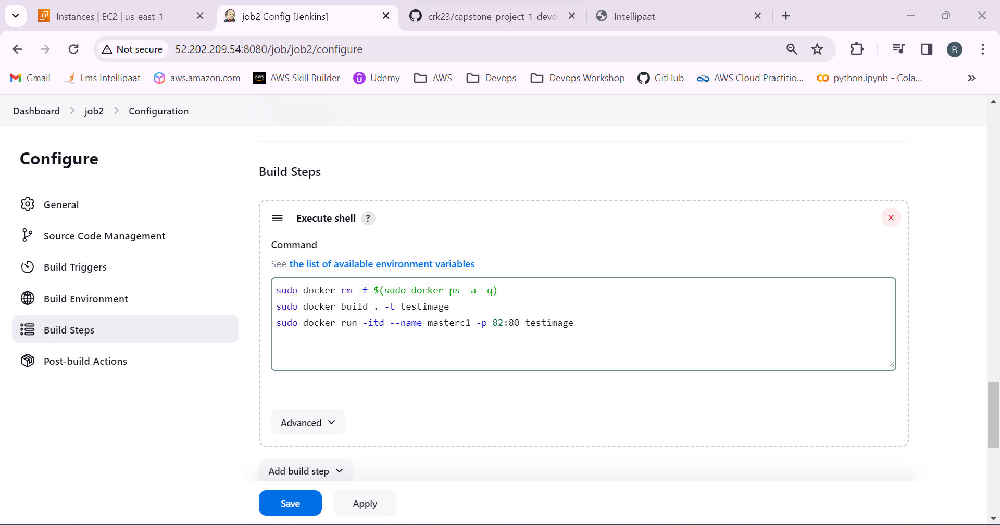 Instances | EC2 | us-east-1
job2 Config [Jenkins]
crk23/capstone-project-1-devo
Intellipaat
Not secure
52.202.209.54:8080/job/job2/configure
R
Gmail
Lms Intellipaat
aws.amazon.com
aws
AWS Skill Builder
Udemy
AWS
Devops
Devops Workshop
GitHub
AWS Cloud Practitio...
python.ipynb - Cola...
Dashboard
job2
Configuration
Configure
General
Source Code Management
Build Triggers
Build Environment
Build Steps
Post-build Actions
Build Steps
Execute shell ?
Command
See the list of available environment variables
sudo docker rm -f $(sudo docker ps -a -q)
sudo docker build . -t testimage
sudo docker run -itd --name masterc1 -p 82:80 testimage
Advanced
Add build step
Save
Apply